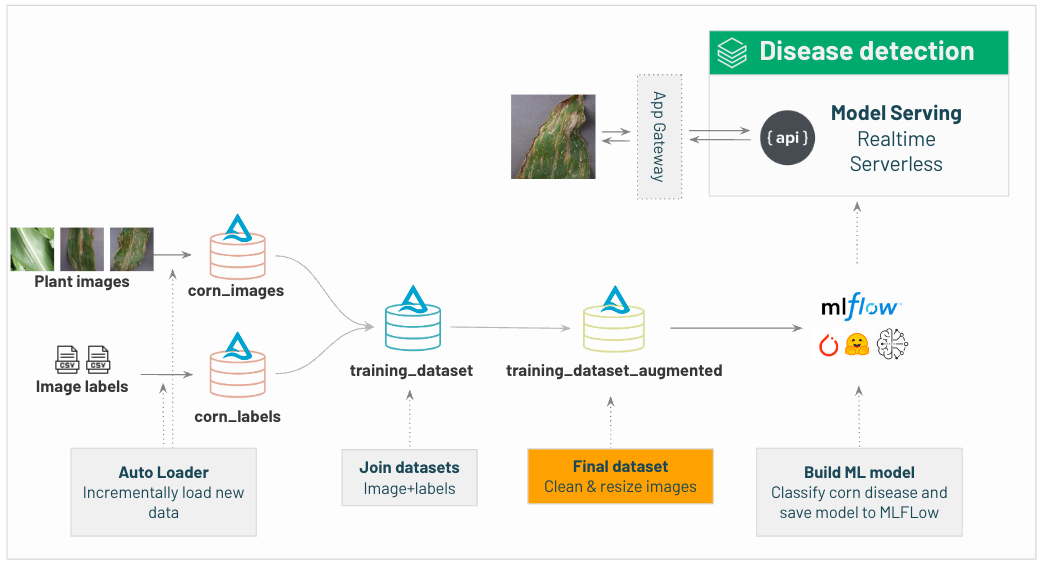 Disease detection
App Gateway
{ api }
Model Serving
Realtime
Serverless
Plant images
corn_images
CSV
CSV
Image labels
corn_labels
training_dataset
training_dataset_augmented
mlflow™
Auto Loader
Incrementally load new
data
Join datasets
Image+labels
Final dataset
Clean & resize images
Build ML model
Classify corn disease and
save model to MLFLow